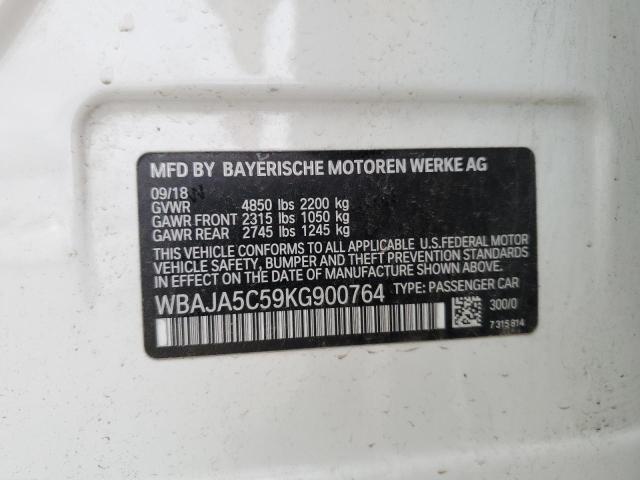 MFD BY BAYERISCHE MOTOREN WERKE AG
09/18
GVWR 4850 lbs 2200 kg
GAWR FRONT 2315 lbs 1050 kg
GAWR REAR 2745 lbs 1245 kg
THIS VEHICLE CONFORMS TO ALL APPLICABLE U.S.FEDERAL MOTOR
VEHICLE SAFETY, BUMPER AND THEFT PREVENTION STANDARDS
IN EFFECT ON THE DATE OF MANUFACTURE SHOWN ABOVE.
WBAJA5C59KG900764 TYPE: PASSENGER CAR
300/0
7315814